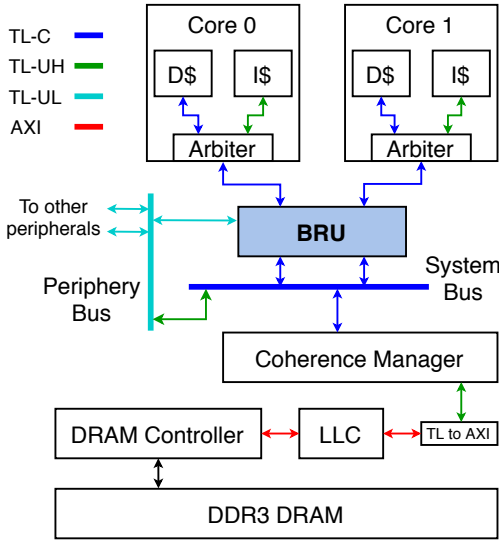 TL-C
TL-UH
TL-UL
AXI
Core 0
D$
I$
Arbiter
Core 1
D$
I$
Arbiter
To other
peripherals
BRU
Periphery
Bus
System
Bus
Coherence Manager
DRAM Controller
LLC
TL to AXI
DDR3 DRAM